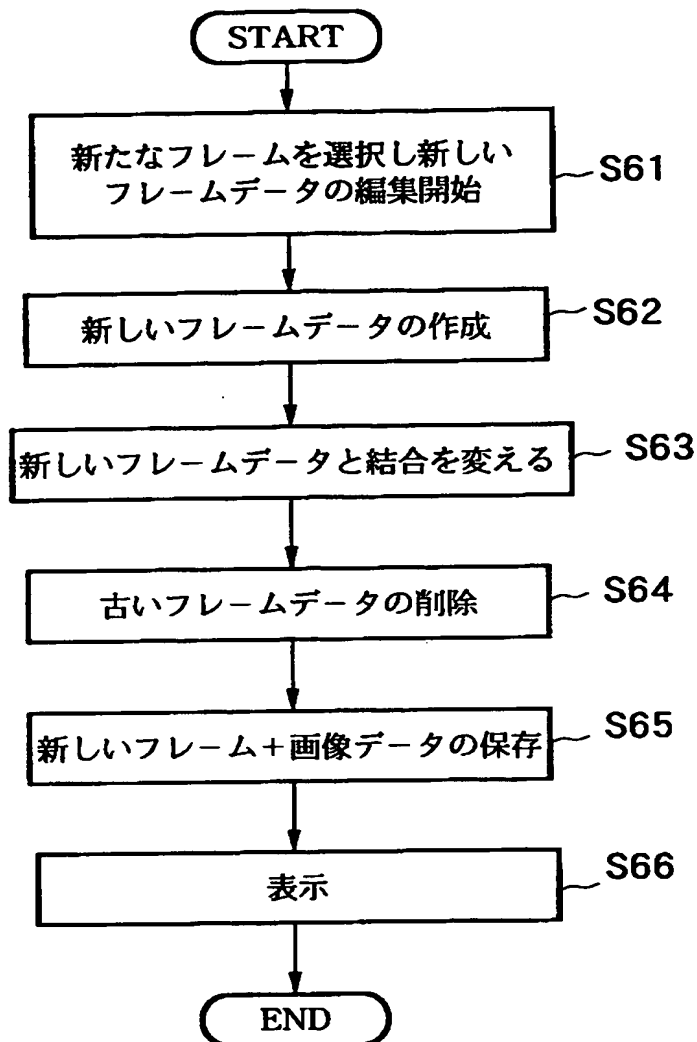 START
新たなフレームを選択し新しい
フレームデータの編集開始
S61
新しいフレームデータの作成
S62
新しいフレームデータと結合を変える
S63
古いフレームデータの削除
S64
新しいフレーム+画像データの保存
S65
表示
S66
END